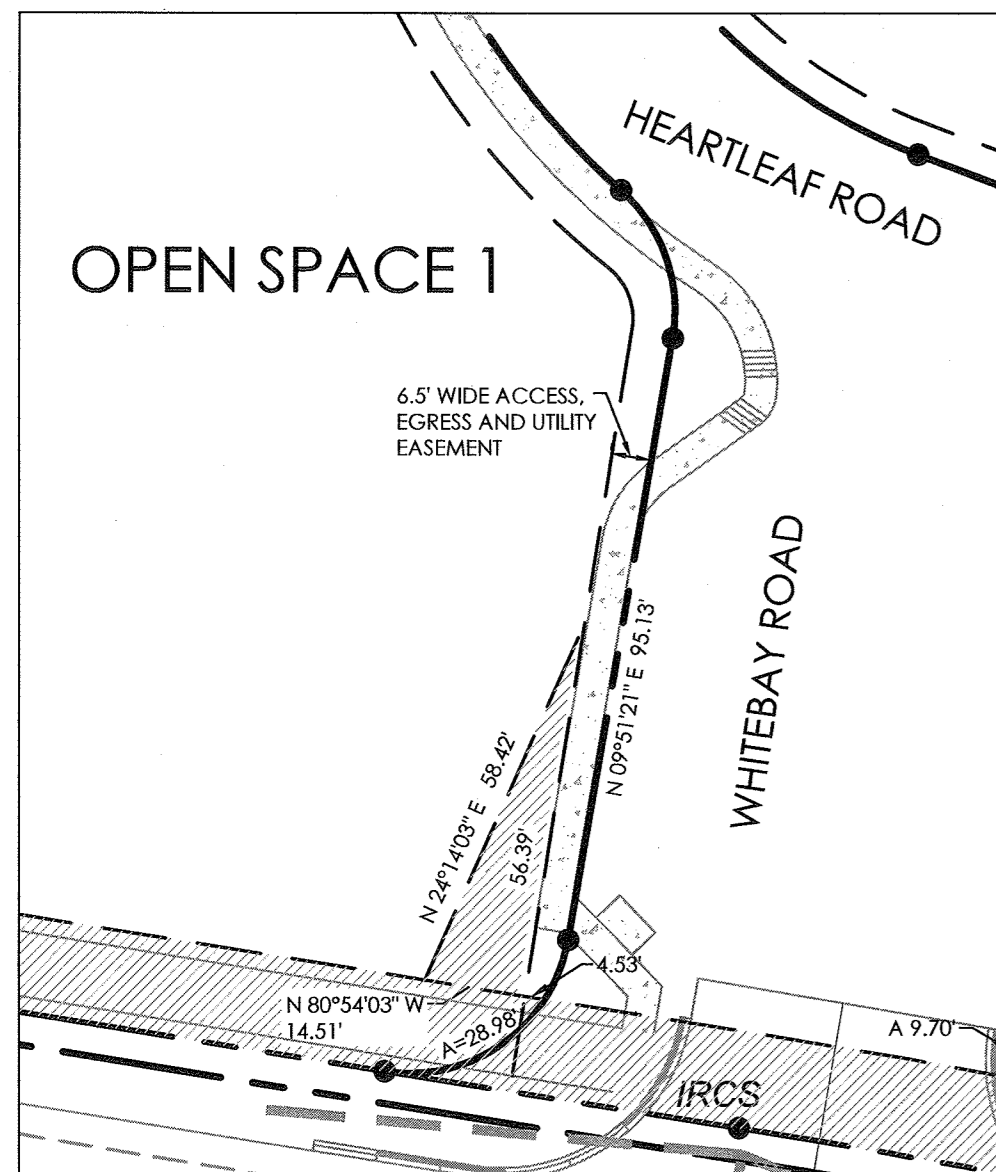 HEARTLEAF ROAD
OPEN SPACE 1
6.5' WIDE ACCESS,
EGRESS AND UTILITY
EASEMENT
WHITEBAY ROAD
N 09°51'21" E 95.13'
N 24°14'03" E 58.42'
56.39'
4.53'
N 80°54'03" W
14.51'
A=28.98'
A 9.70'
IRCS